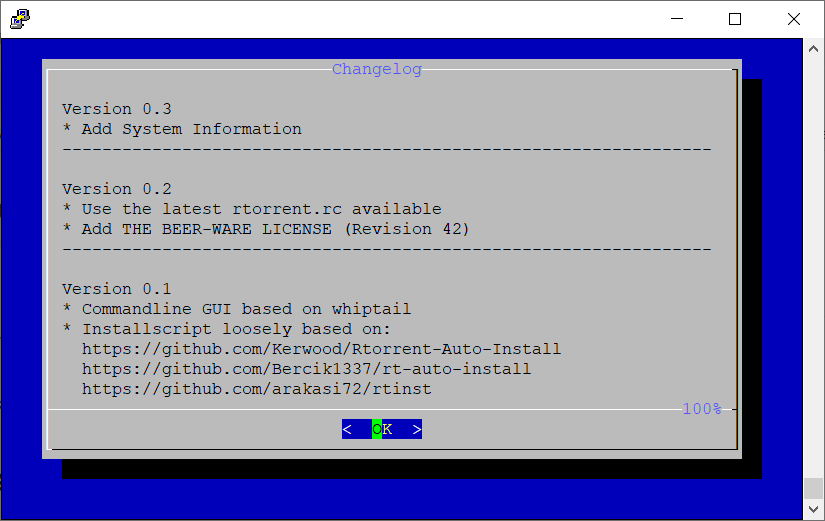 Changelog
Version 0.3
* Add System Information
-----------------------------------------------------------------
Version 0.2
* Use the latest rtorrent.rc available
* Add THE BEER-WARE LICENSE (Revision 42)
-----------------------------------------------------------------
Version 0.1
* Commandline GUI based on whiptail
* Installscript loosely based on:
https://github.com/Kerwood/Rtorrent-Auto-Install
https://github.com/Bercik1337/rt-auto-install
https://github.com/arakasi72/rtinst
100%
< OK >